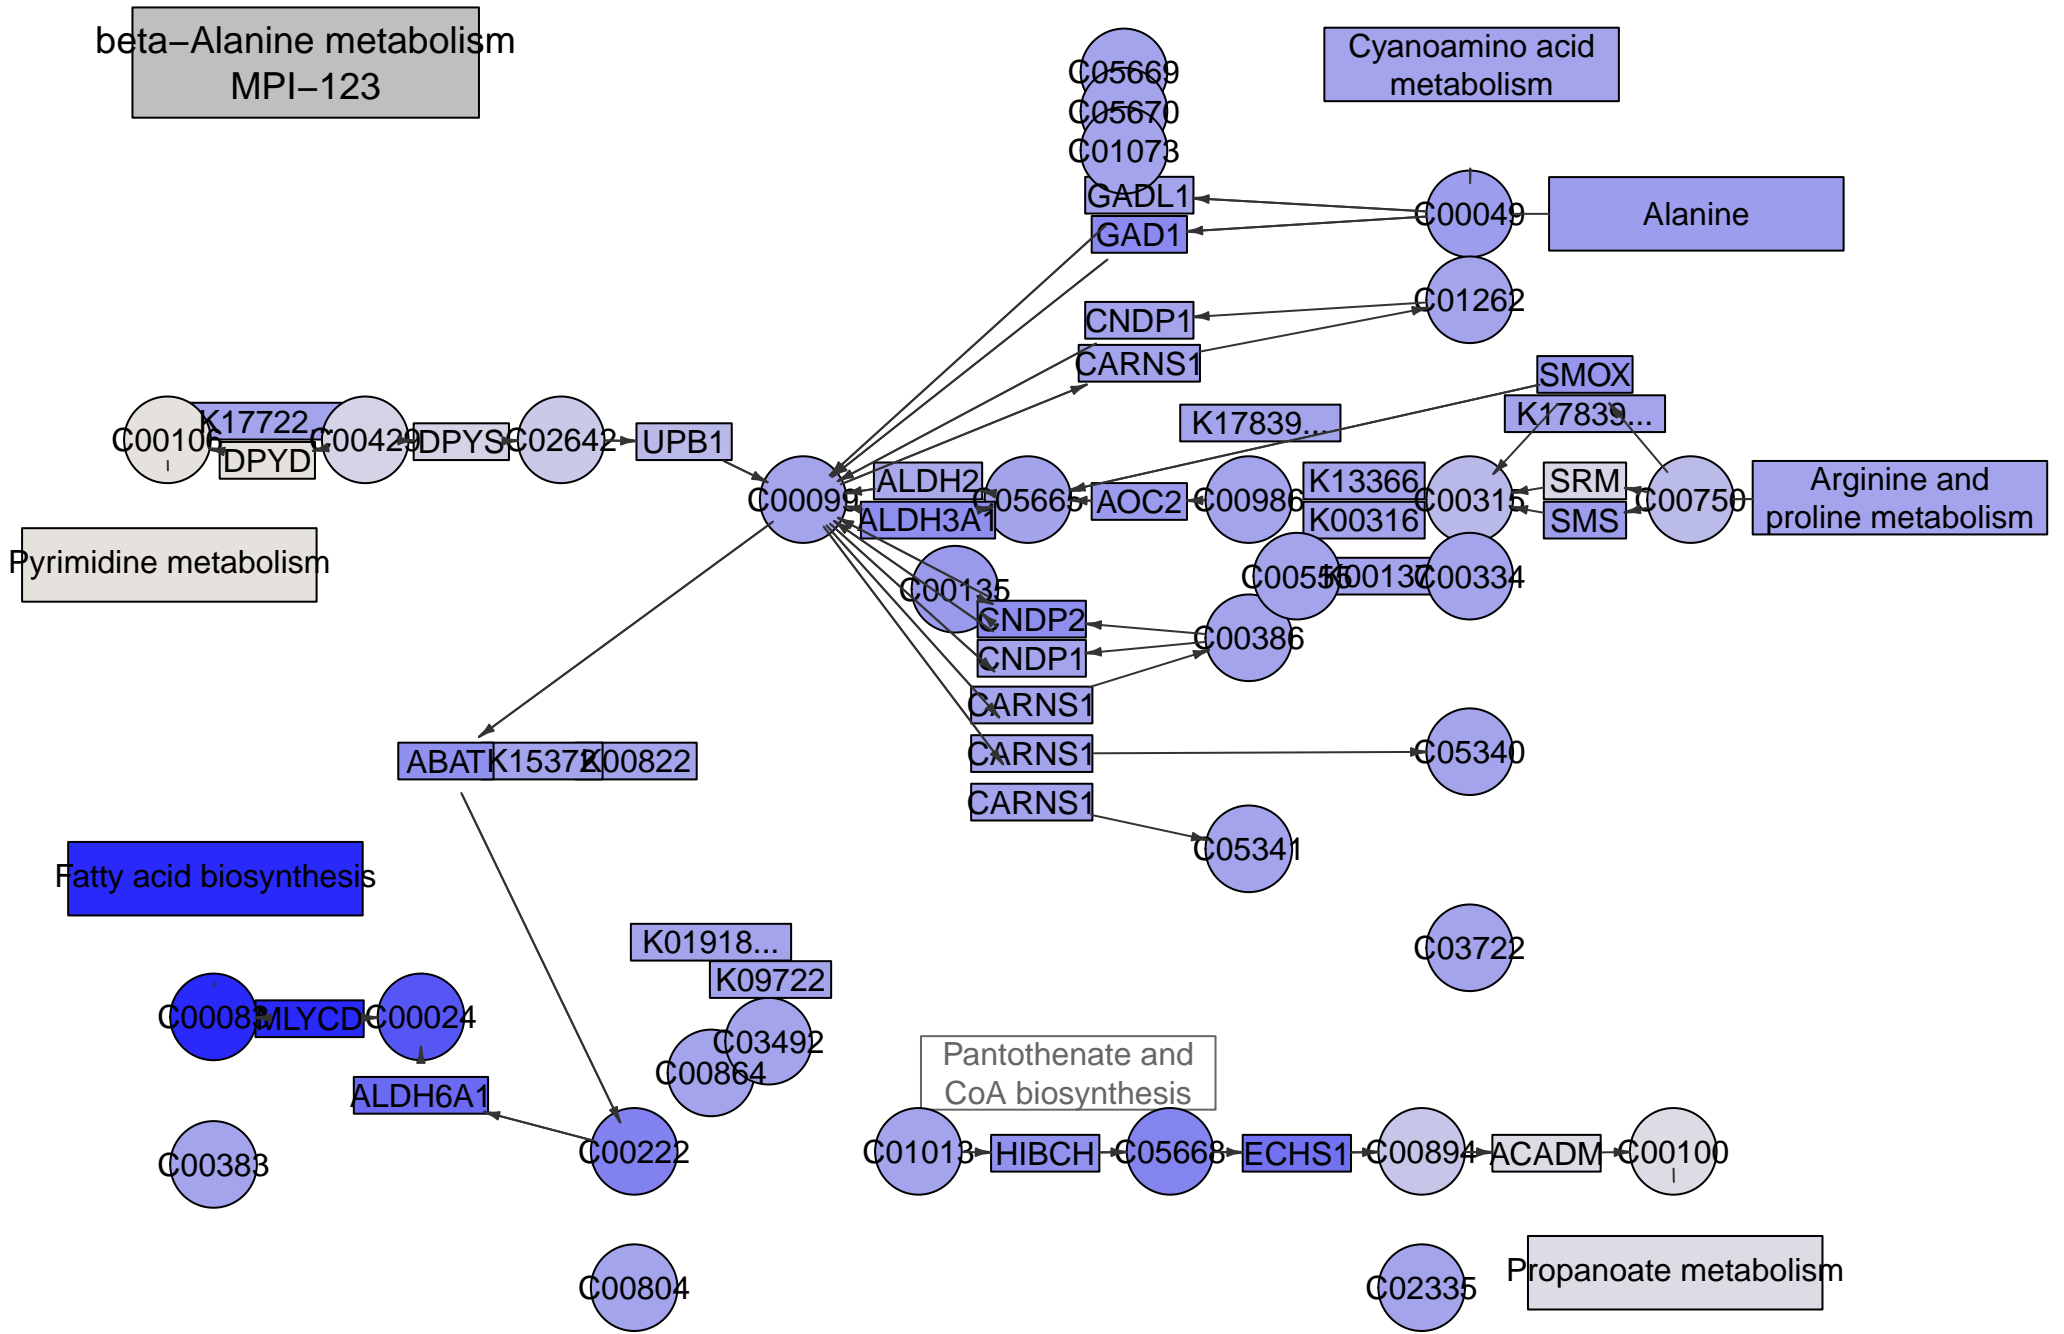 beta−Alanine metabolism
MPI−123
C05669
C05670
C01073
Cyanoamino acid
metabolism
GADL1
GAD1
C00049
Alanine
C01262
CNDP1
CARNS1
SMOX
K17839...
K17839...
C00106
K17722...
DPYD
C00429
DPYS
C02642
UPB1
C00099
ALDH2
ALDH3A1
C05665
AOC2
C00986
K13366
K00316
C00315
SRM
SMS
C00750
Arginine and
proline metabolism
Pyrimidine metabolism
C00135
C00555
K00137
C00334
CNDP2
CNDP1
C00386
CARNS1
CARNS1
CARNS1
C05340
C05341
ABAT
K15372
K00822
Fatty acid biosynthesis
K01918...
K09722
C03722
C00083
MLYCD
C00024
C03492
C00864
ALDH6A1
Pantothenate and
CoA biosynthesis
C00383
C00222
C01013
HIBCH
C05668
ECHS1
C00894
ACADM
C00100
C00804
C02335
Propanoate metabolism